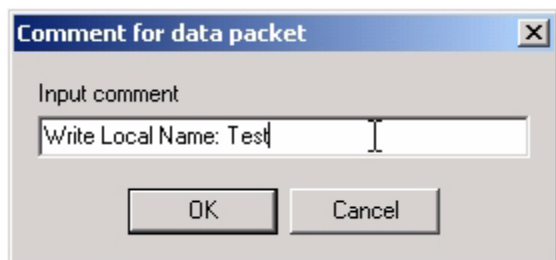 Comment for data packet
Input comment
Write Local Name: Test
OK Cancel